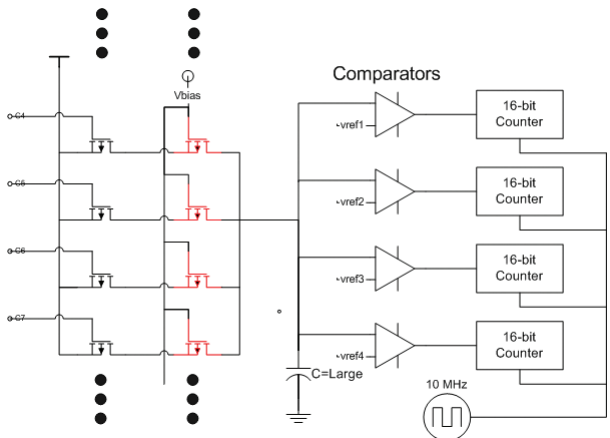 Comparators
Vbias
C4
vref1
16-bit
Counter
C5
vref2
16-bit
Counter
C6
vref3
16-bit
Counter
C7
vref4
16-bit
Counter
C=Large
10 MHz